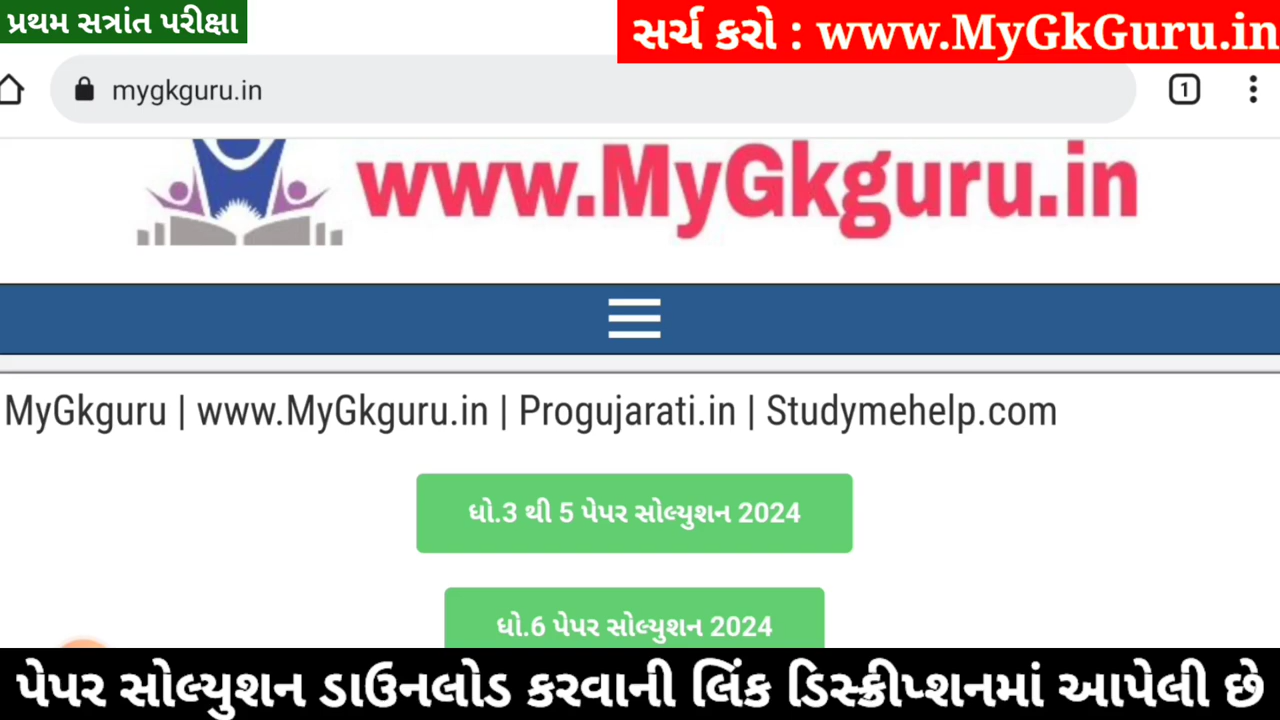 પ્રથમ સત્રાંત પરીક્ષા
સર્ચ કરો : www.MyGkGuru.in
mygkguru.in
1
www.MyGkguru.in
MyGkguru | www.MyGkguru.in | Progujarati.in | Studymehelp.com
ધો.3 થી 5 પેપર સોલ્યુશન 2024
ધો.6 પેપર સોલ્યુશન 2024
પેપર સોલ્યુશન ડાઉનલોડ કરવાની લિંક ડિસ્ક્રીપ્શનમાં આપેલી છે